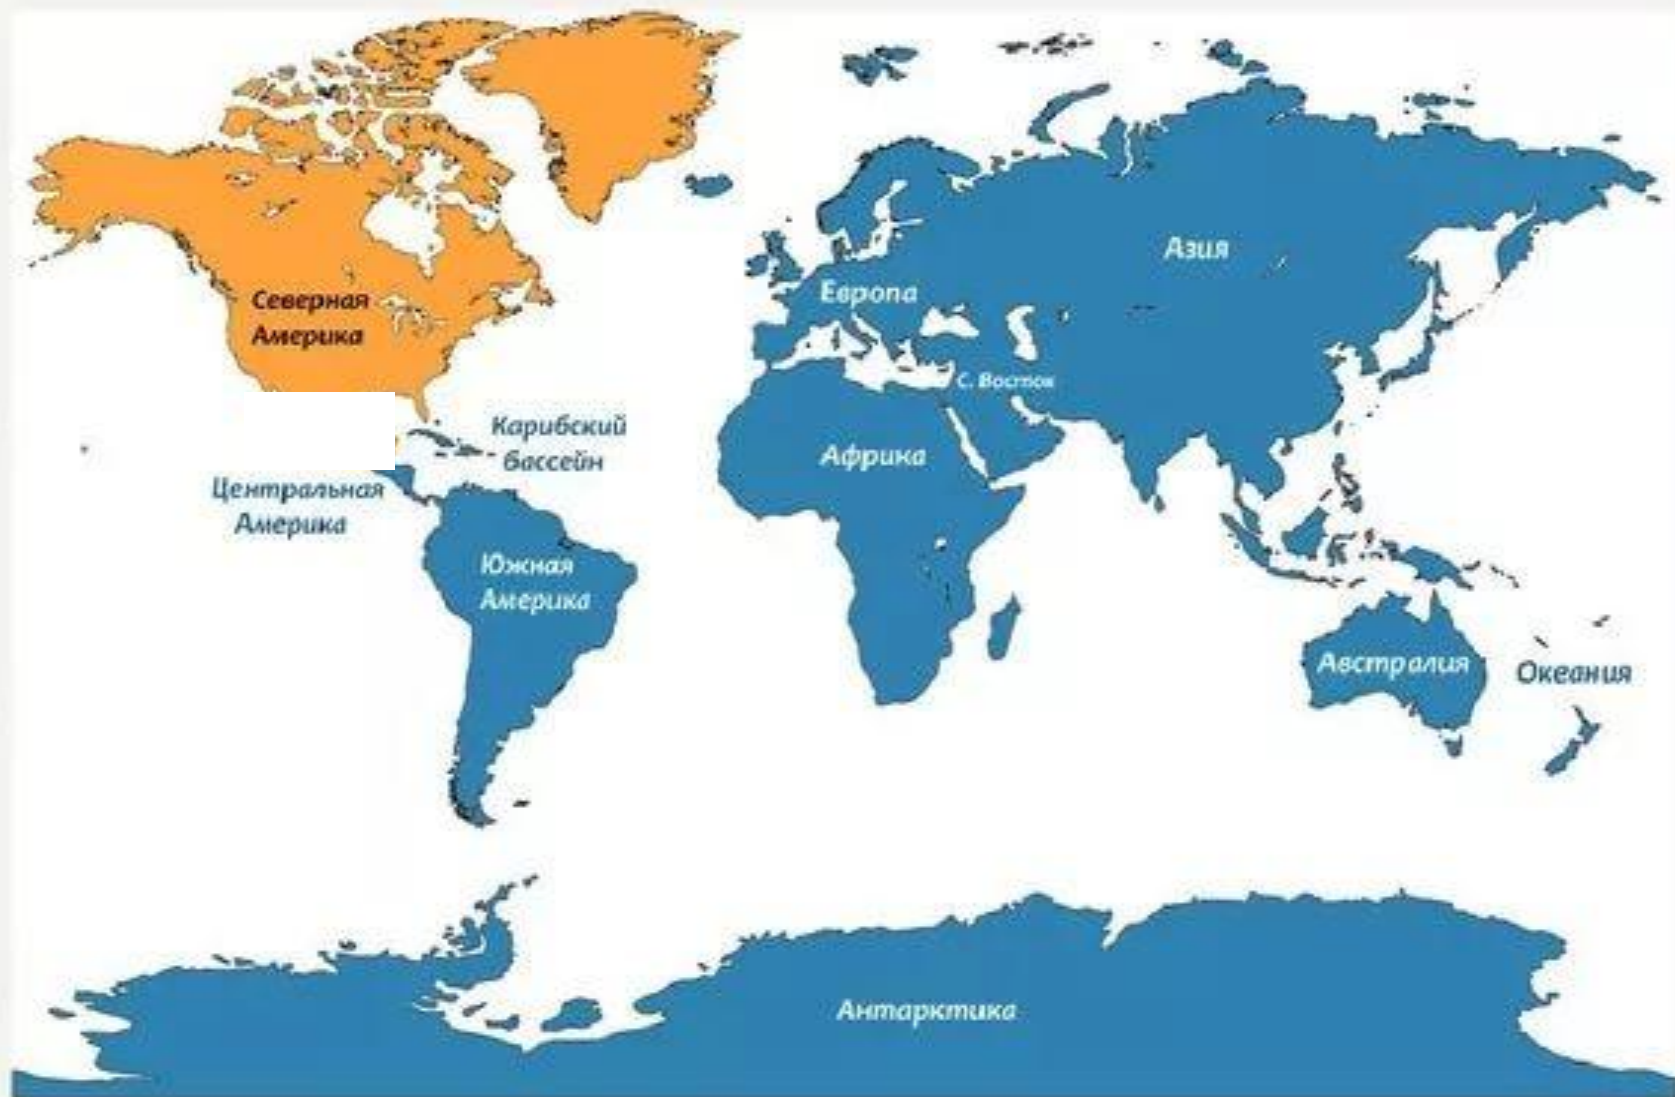 Азия
Европа
Северная
Америка
С. Восток
Карибский
бассейн
Африка
Центральная
Америка
Южная
Америка
Австралия
Океания
Антарктика